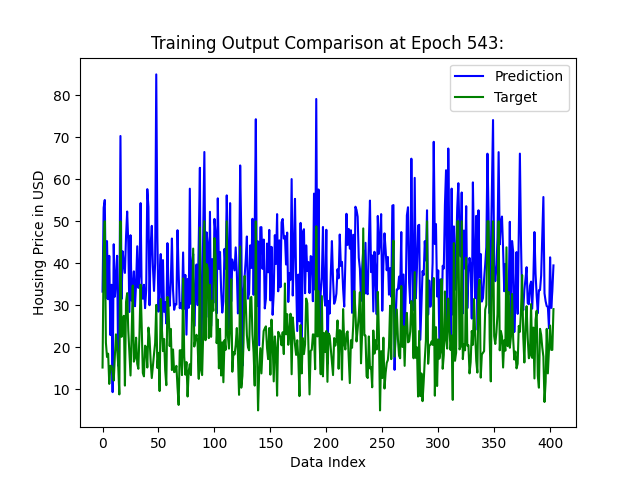 Training Output Comparison at Epoch 543:
Prediction
Target
Housing Price in USD
80
70
60
50
40
30
20
10
0 50 100 150 200 250 300 350 400
Data Index